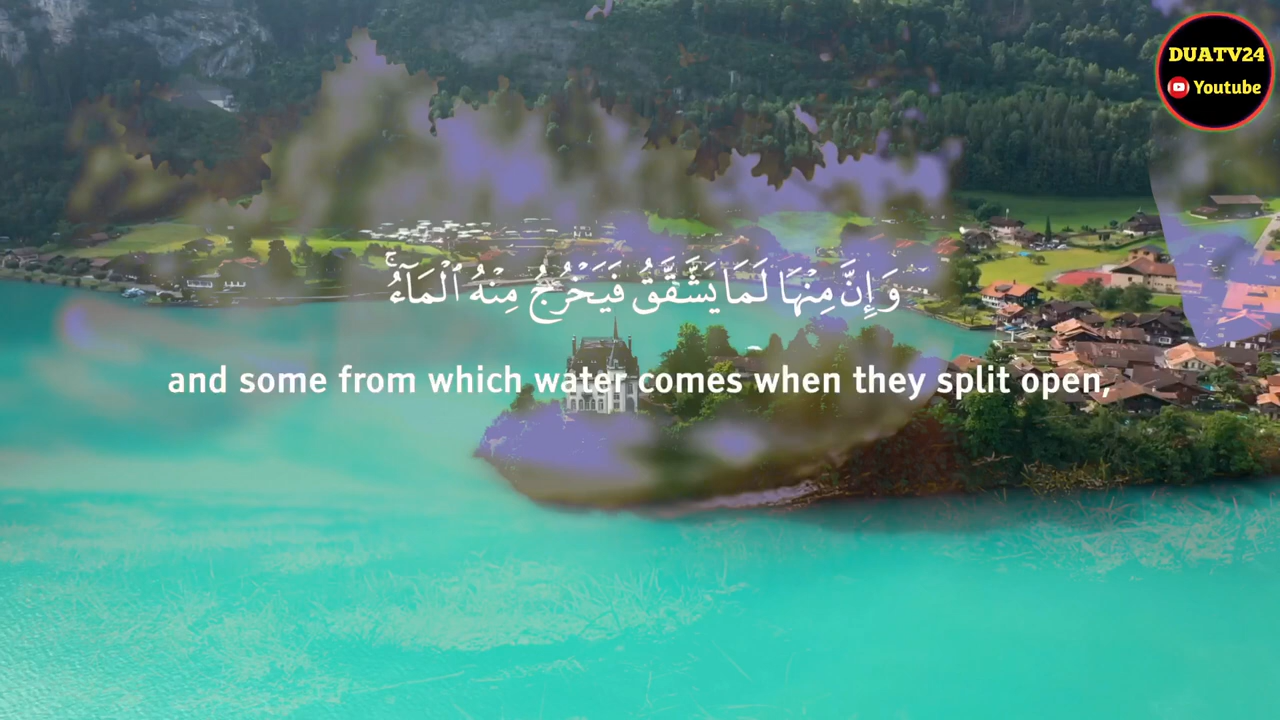 DUATV24
Youtube
وَإِنَّ مِنْهَا لَمَا يَشَّقَّقُ فَيَخْرُجُ مِنْهُ ٱلْمَآءُ ۚ
and some from which water comes when they split open,